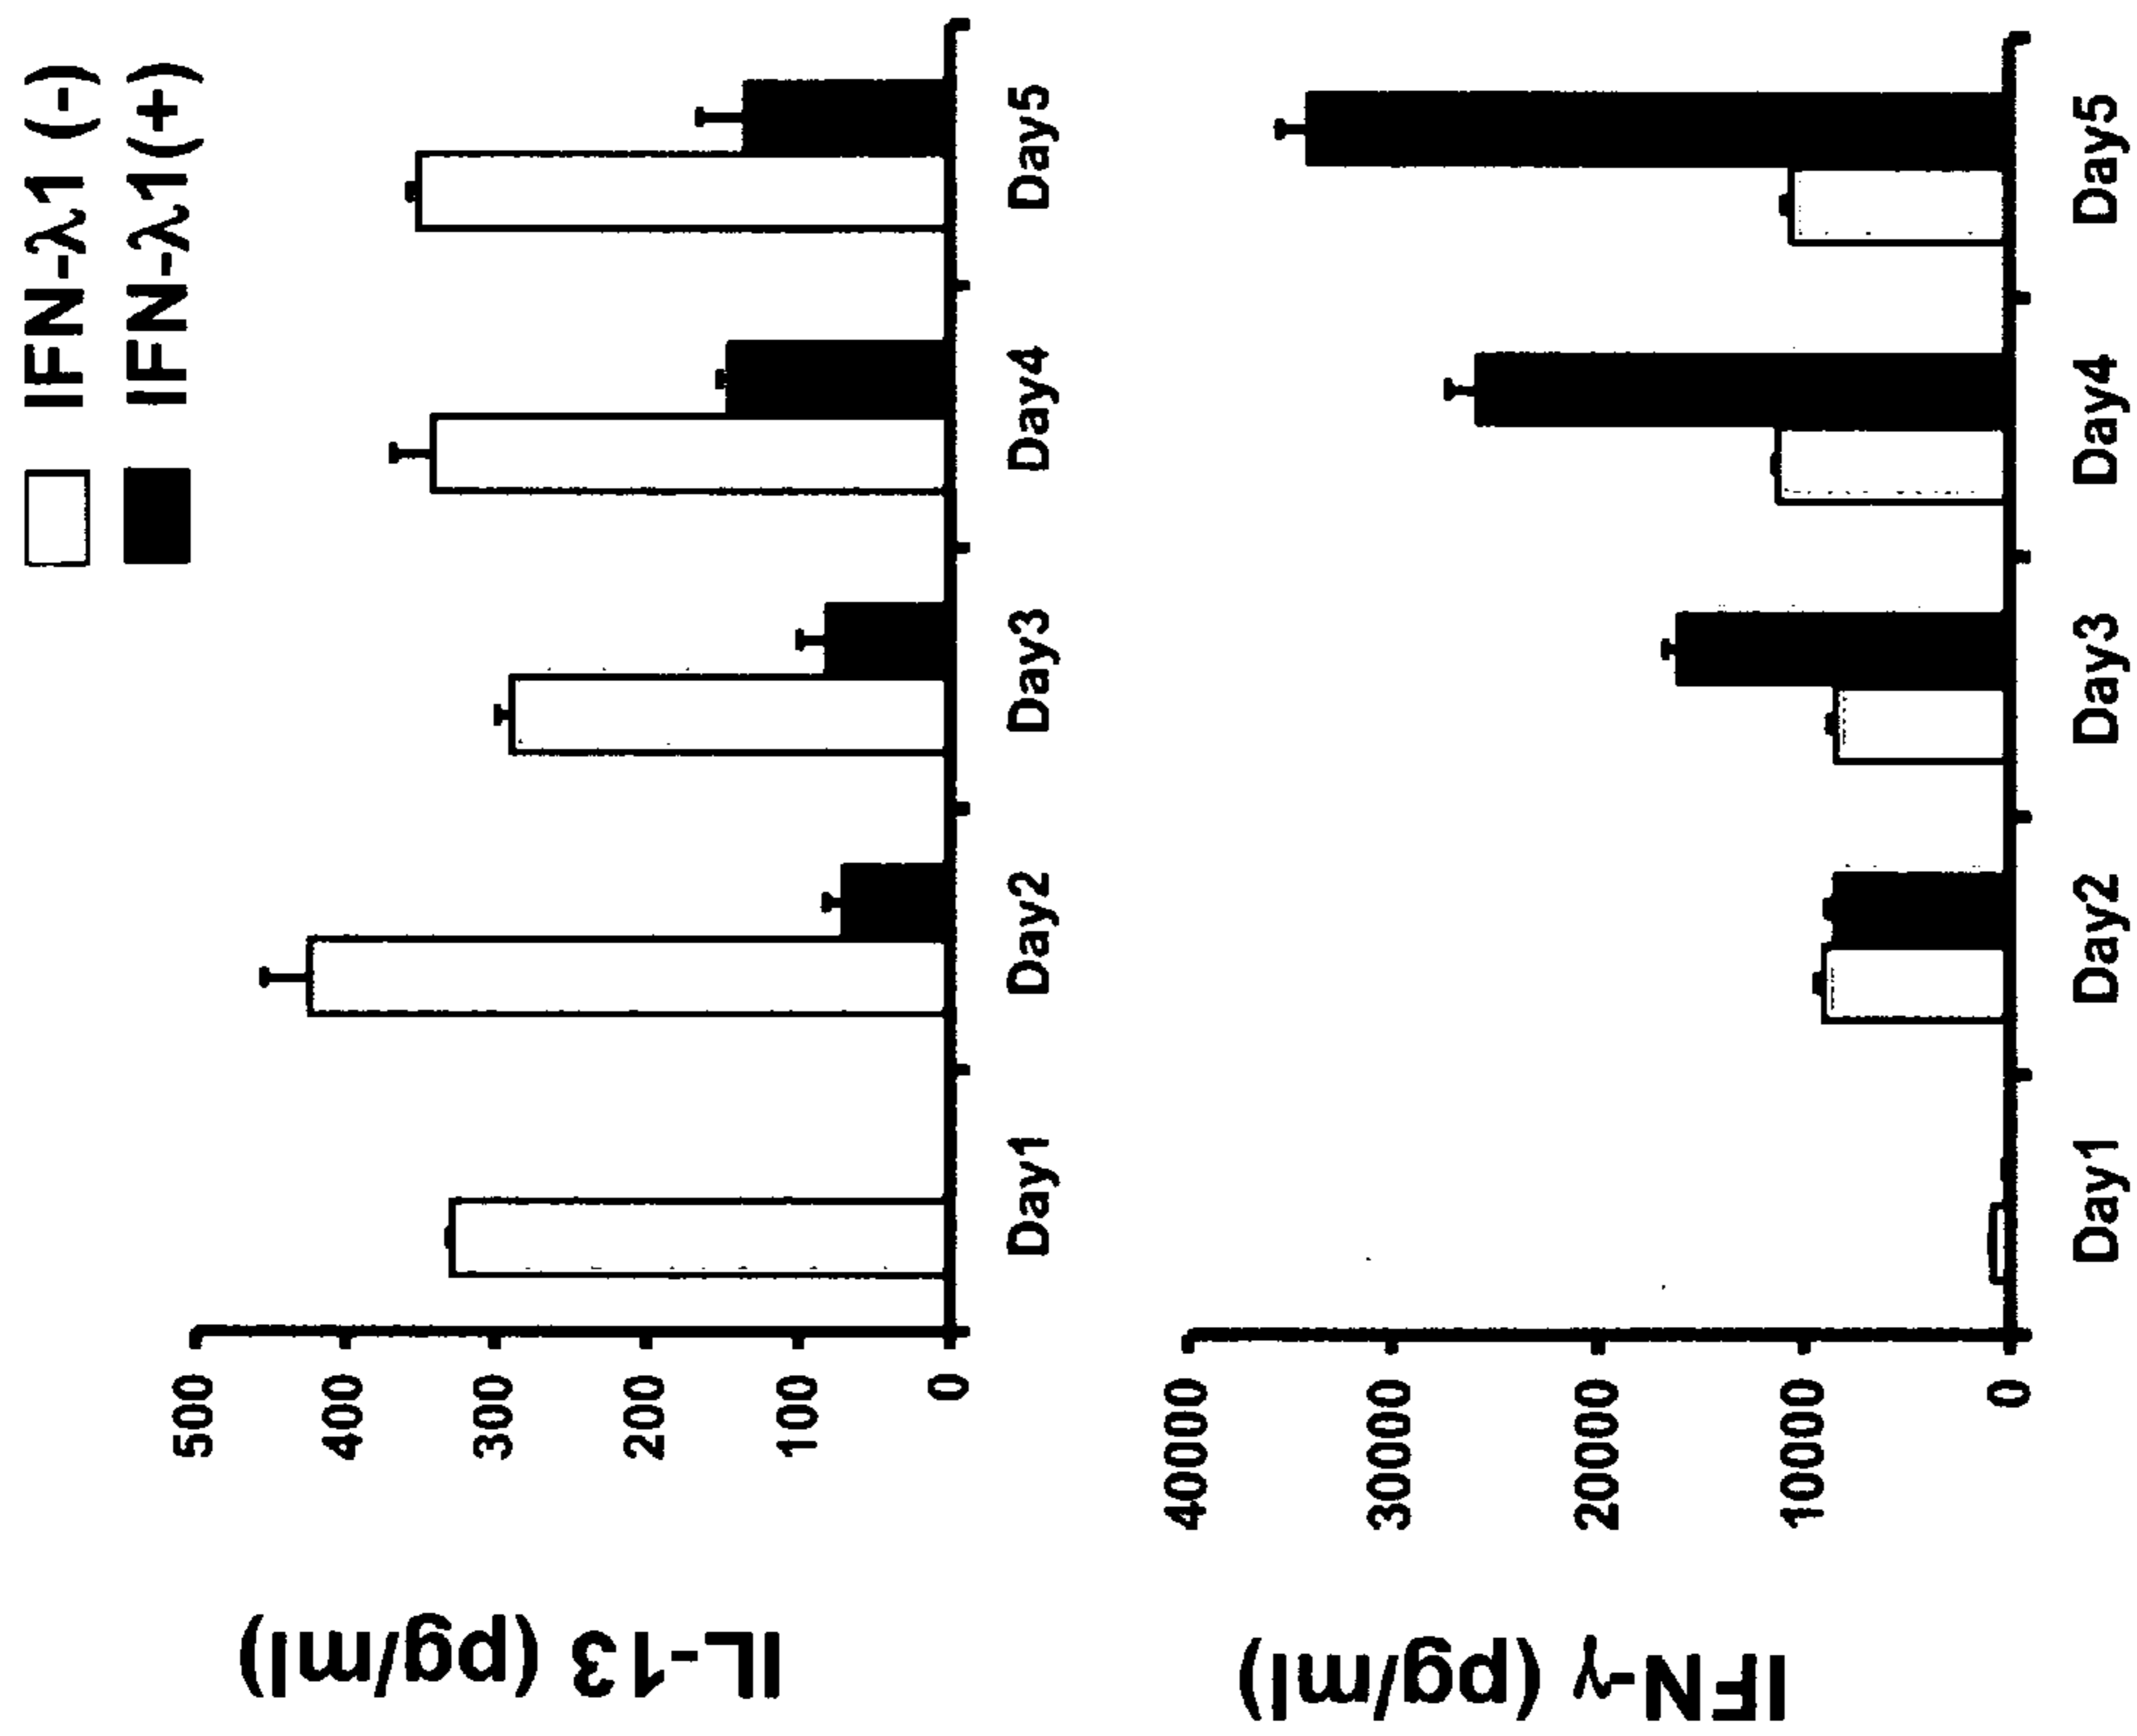 IFN-λ1 (-)
IFN-λ1(+)
IL-13 (pg/ml)
500
400
300
200
100
0
Day1 Day2 Day3 Day4 Day5
IFN-γ (pg/ml)
40000
30000
20000
10000
0
Day1 Day2 Day3 Day4 Day5